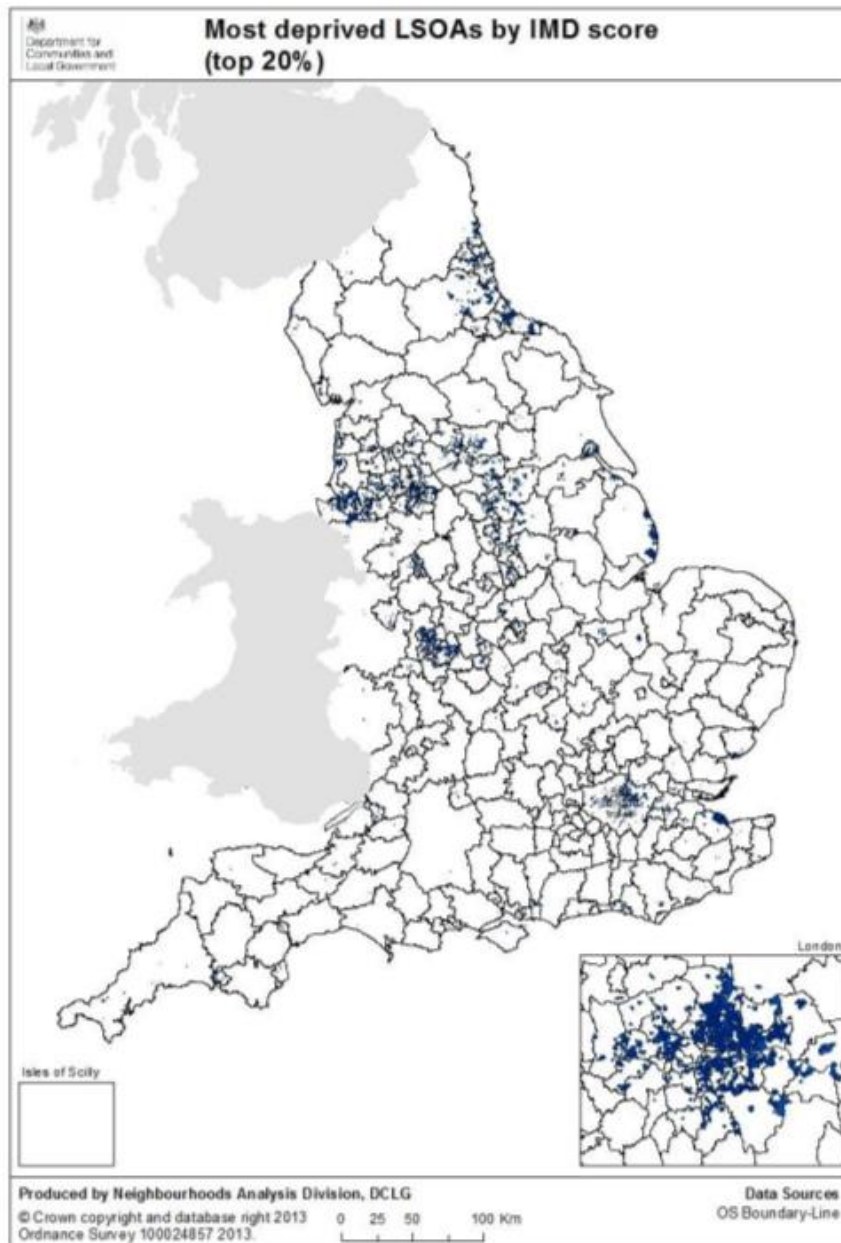 Department for
Communities and
Local Government
Most deprived LSOAs by IMD score
(top 20%)
London
Isles of Scilly
Produced by Neighbourhoods Analysis Division, DCLG
© Crown copyright and database right 2013
Ordnance Survey 100024857 2013.
0 25 50 100 Km
Data Sources
OS Boundary-Line